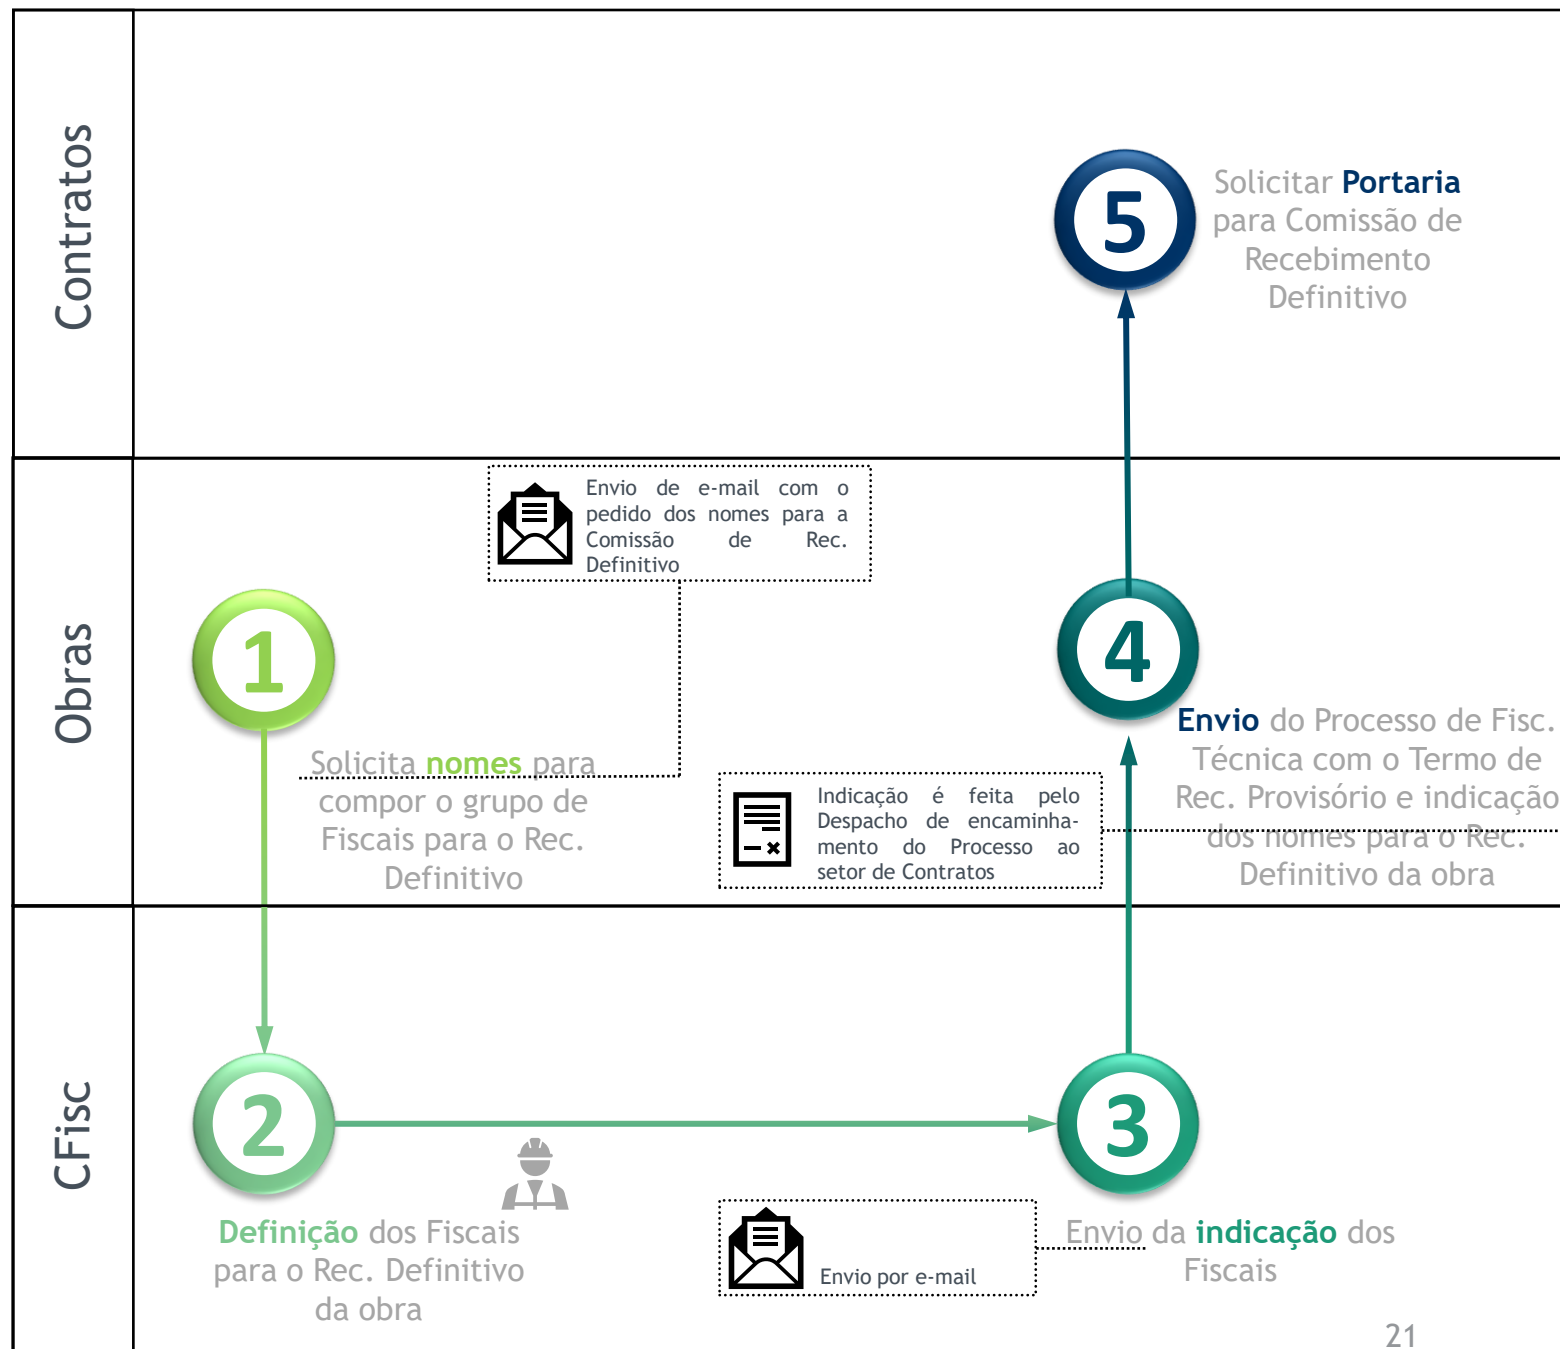 Contratos
5
Solicitar Portaria
para Comissão de
Recebimento
Definitivo
Obras
Envio de e-mail com o
pedido dos nomes para a
Comissão de Rec.
Definitivo
1
Solicita nomes para
compor o grupo de
Fiscais para o Rec.
Definitivo
4
Envio do Processo de Fisc.
Técnica com o Termo de
Rec. Provisório e indicação
dos nomes para o Rec.
Definitivo da obra
Indicação é feita pelo
Despacho de encaminha-
mento do Processo ao
setor de Contratos
CFisc
2
Definição dos Fiscais
para o Rec. Definitivo
da obra
3
Envio da indicação dos
Fiscais
Envio por e-mail
21